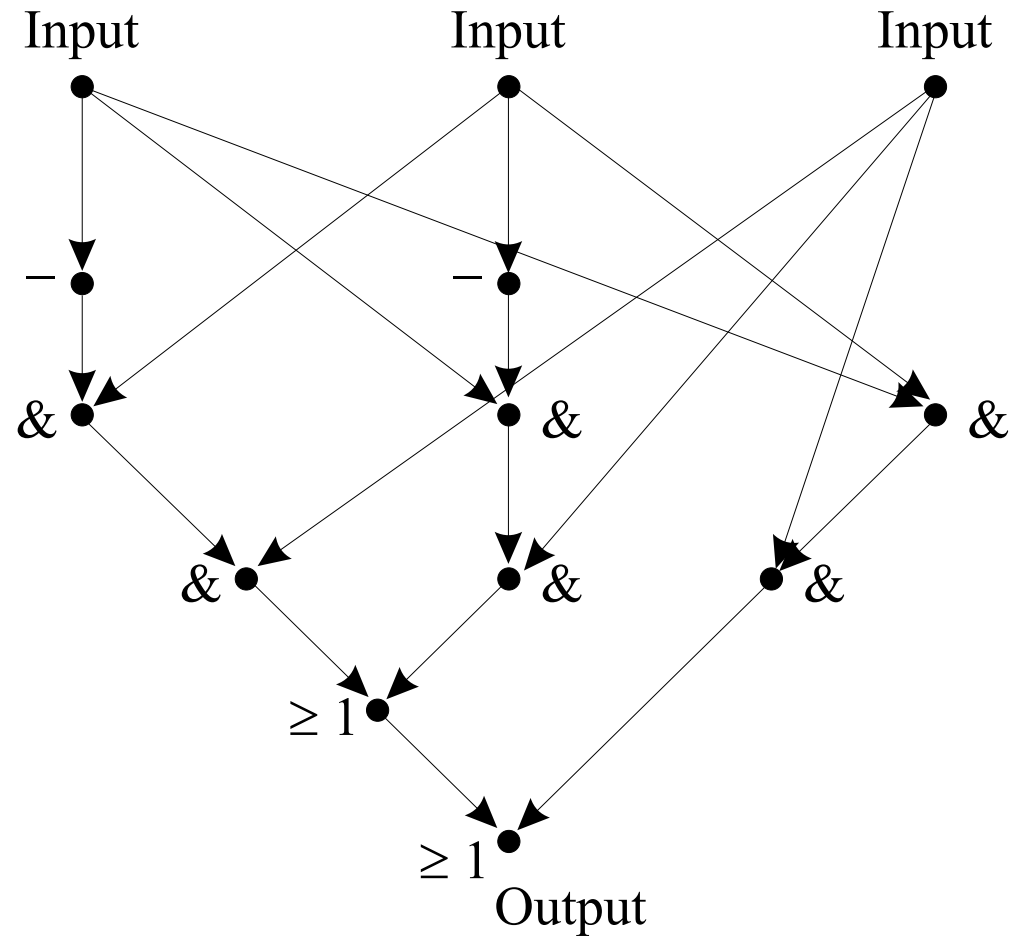 Input Input Input
– –
& & &
& & &
≥ 1
≥ 1
Output